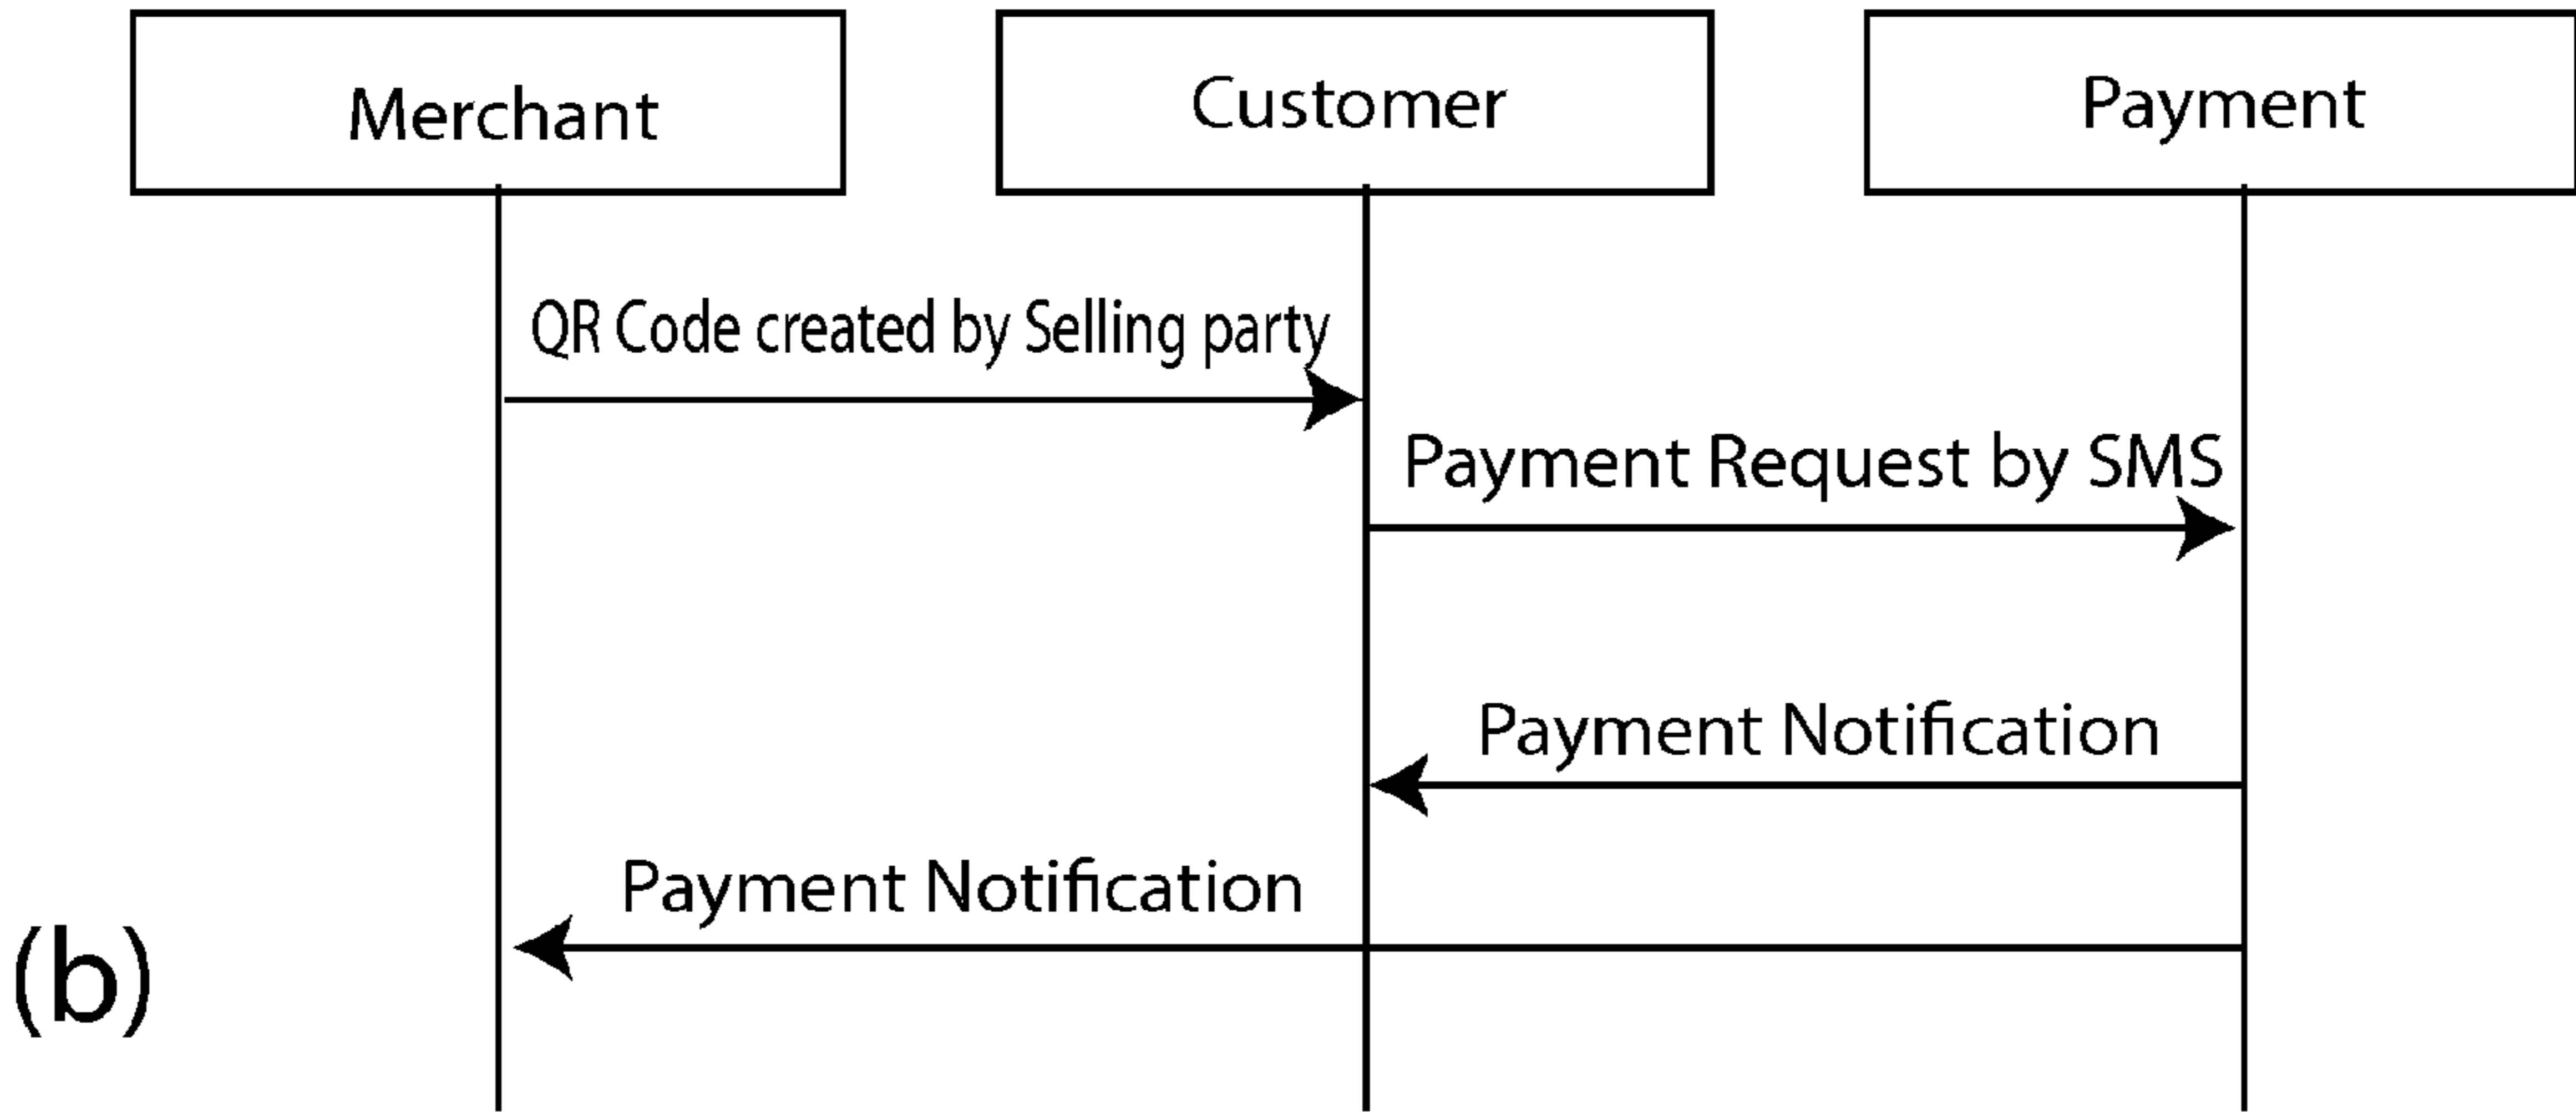 Merchant
Customer
Payment
QR Code created by Selling party
Payment Request by SMS
Payment Notification
Payment Notification
(b)